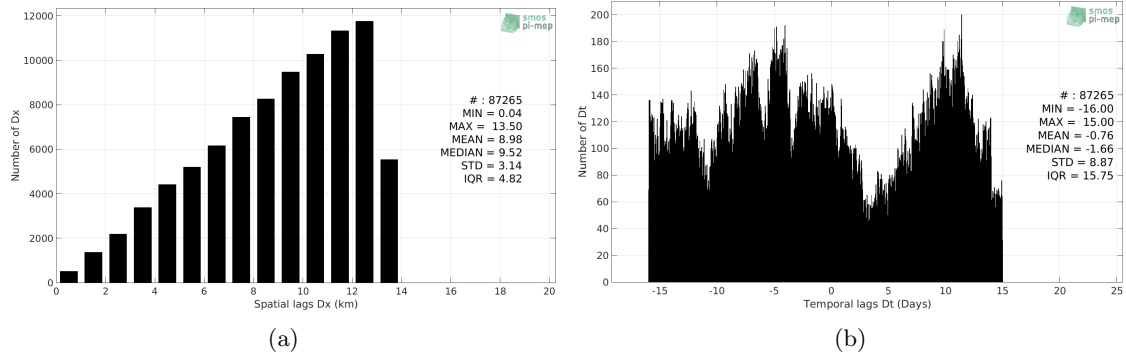 12000
10000
8000
6000
4000
2000
0
Number of Dx
0 2 4 6 8 10 12 14 16 18 20
Spatial lags Dx (km)
smos
pi-mep
# : 87265
MIN = 0.04
MAX = 13.50
MEAN = 8.98
MEDIAN = 9.52
STD = 3.14
IQR = 4.82
(a)
200
180
160
140
120
100
80
60
40
20
0
Number of Dt
-15 -10 -5 0 5 10 15 20 25
Temporal lags Dt (Days)
smos
pi-mep
# : 87265
MIN = -16.00
MAX = 15.00
MEAN = -0.76
MEDIAN = -1.66
STD = 8.87
IQR = 15.75
(b)